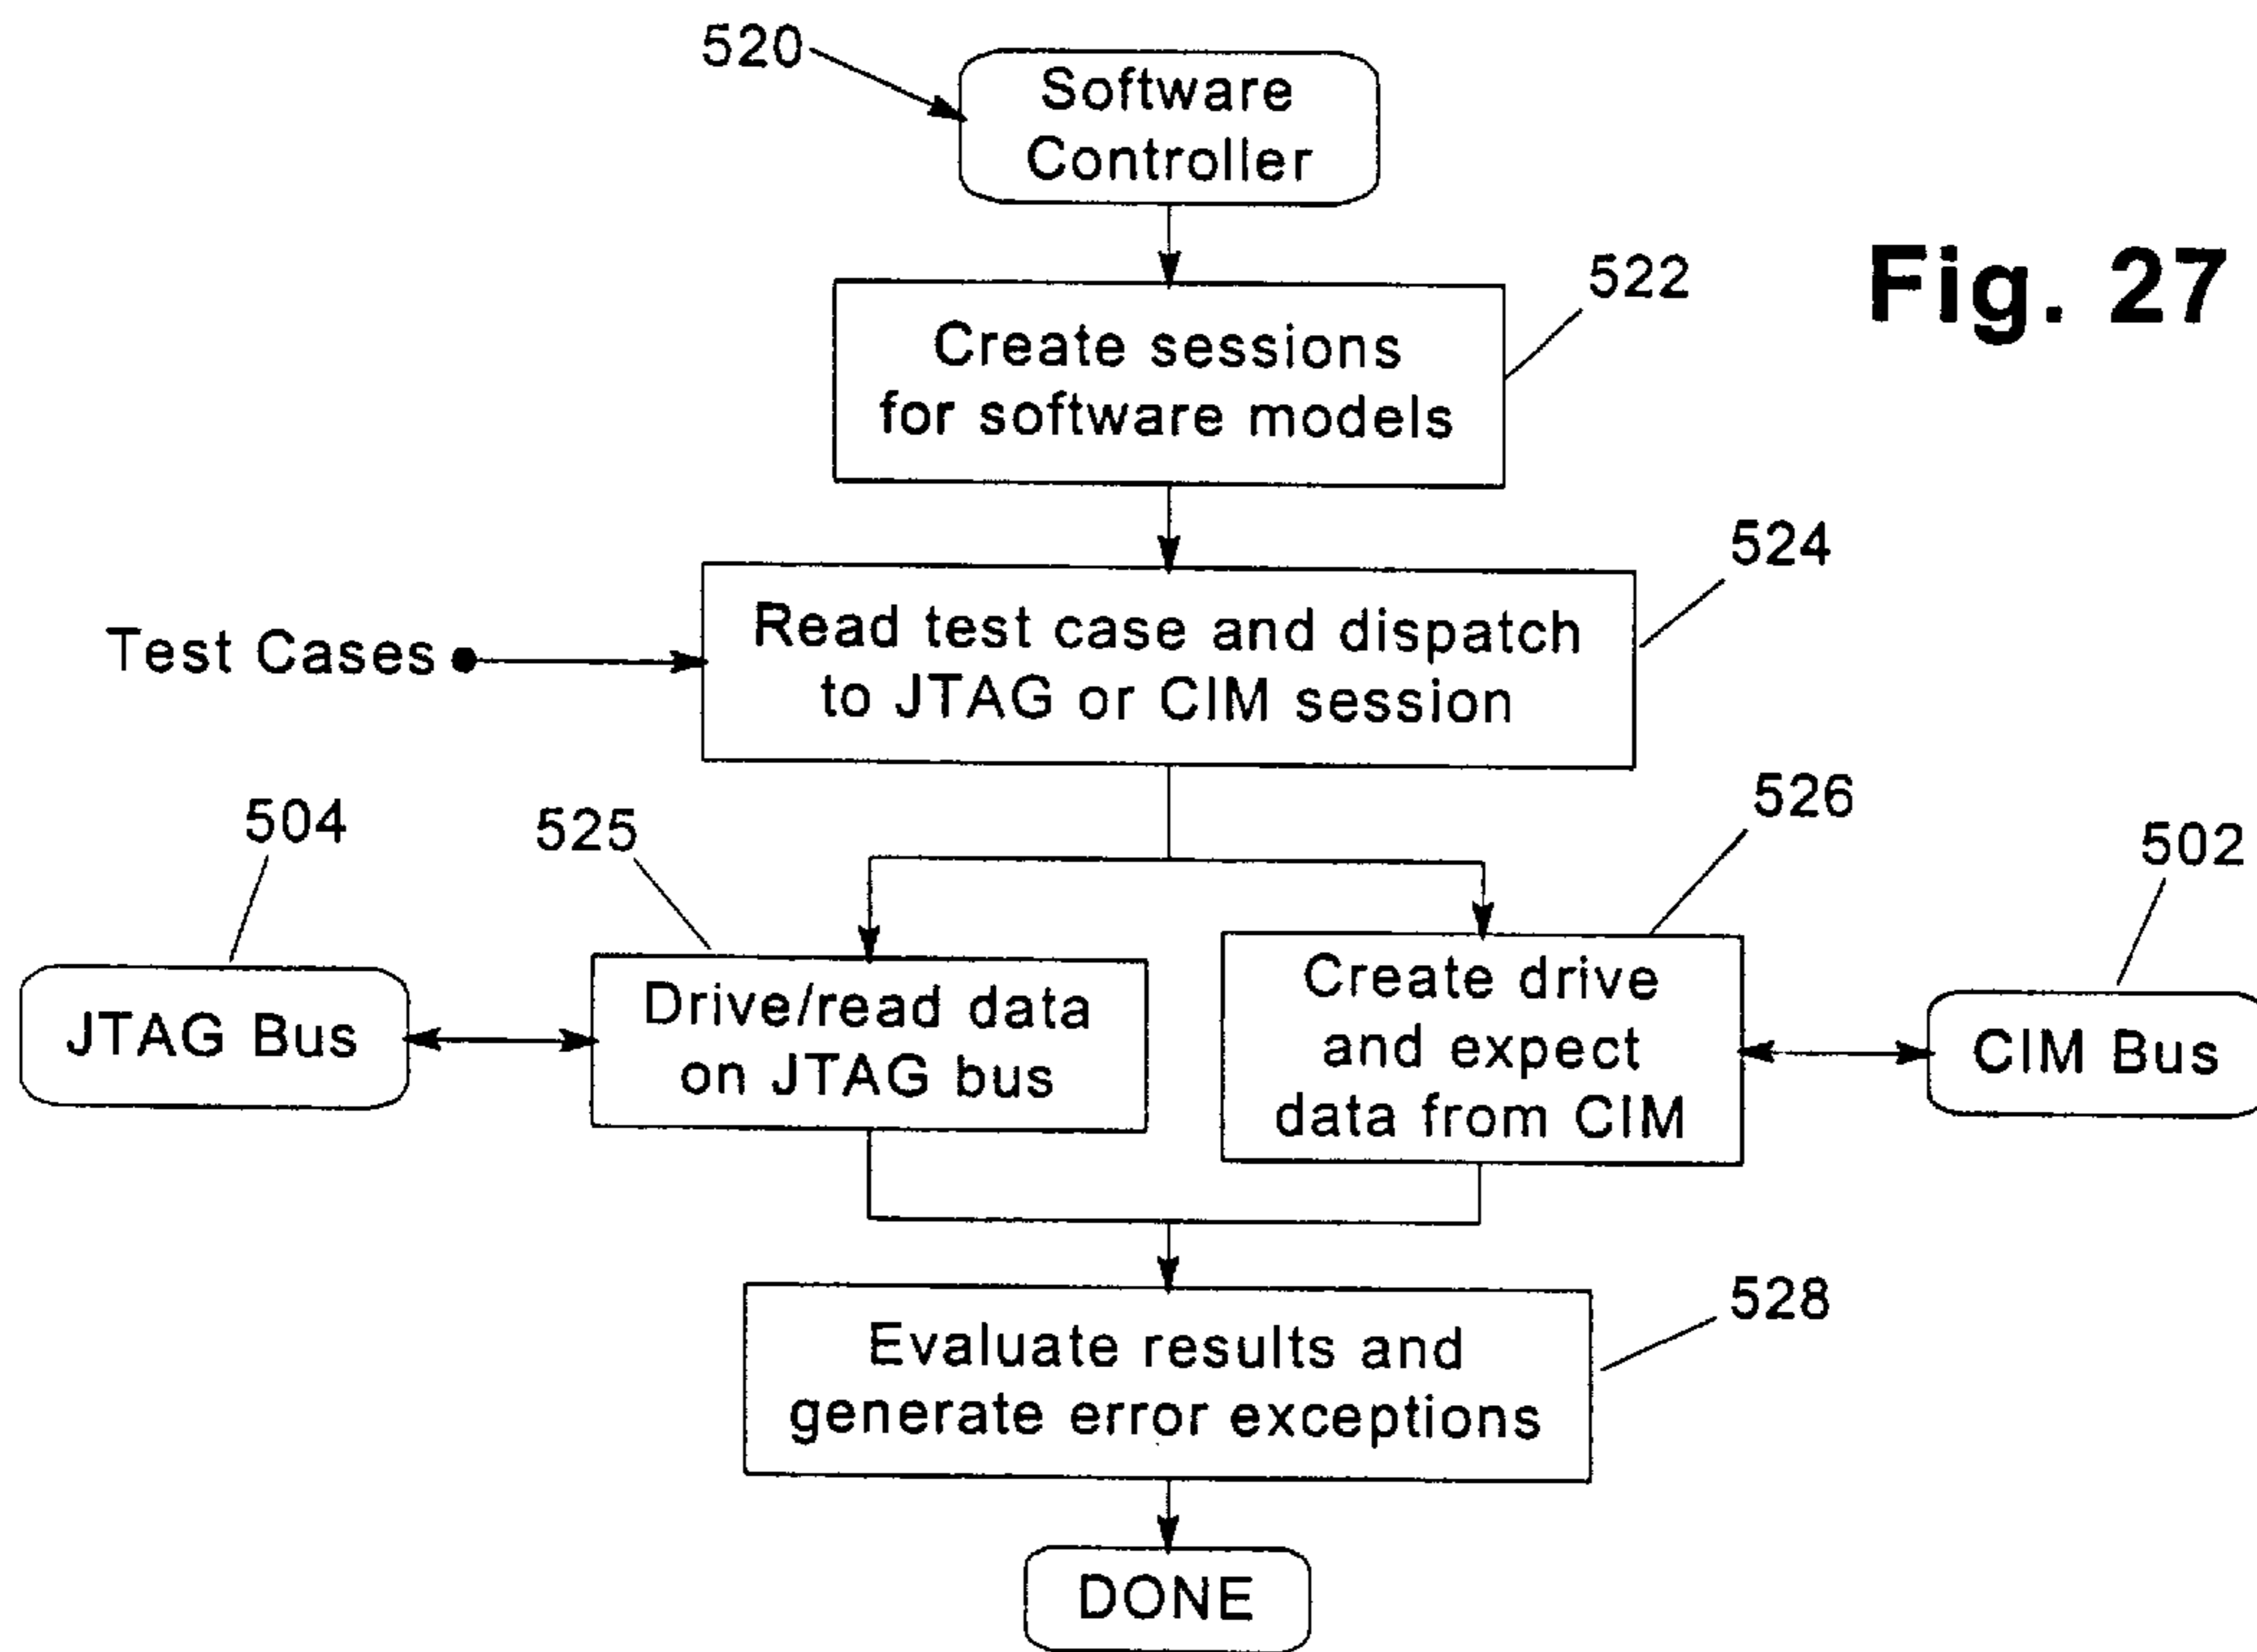 520
Software
Controller
Fig. 27
522
Create sessions
for software models
524
Test Cases
Read test case and dispatch
to JTAG or CIM session
504
525
526
502
JTAG Bus
Drive/read data
on JTAG bus
Create drive
and expect
data from CIM
CIM Bus
528
Evaluate results and
generate error exceptions
DONE